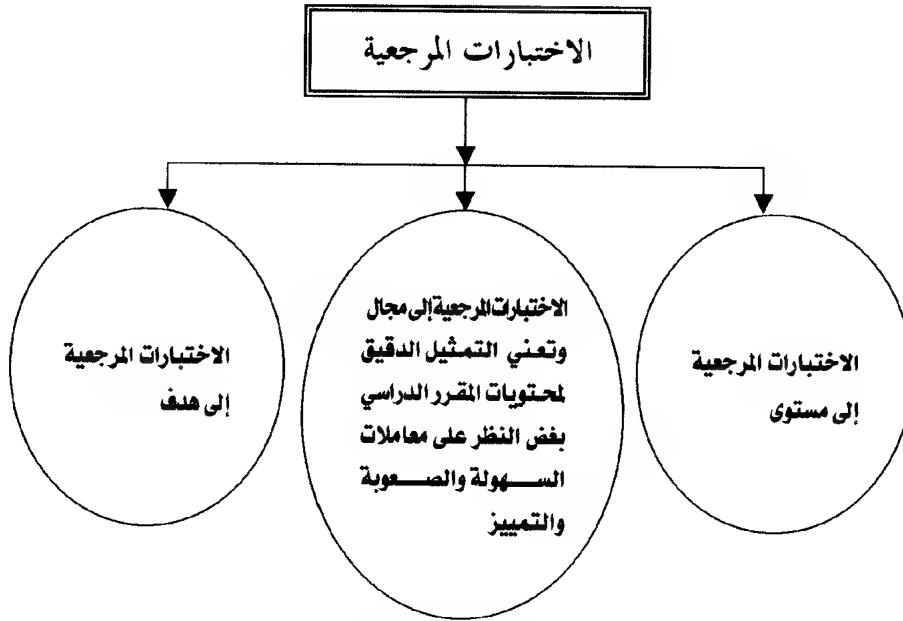 الاختبارات المرجعية
الاختبارات المرجعية
إلى مستوى
الاختبارات المرجعية إلى مجال
وتعني التمثيل الدقيق
لمحتويات المقرر الدراسي
بغض النظر على معاملات
السهولة والصعوبة
والتمييز
الاختبارات المرجعية
إلى هدف